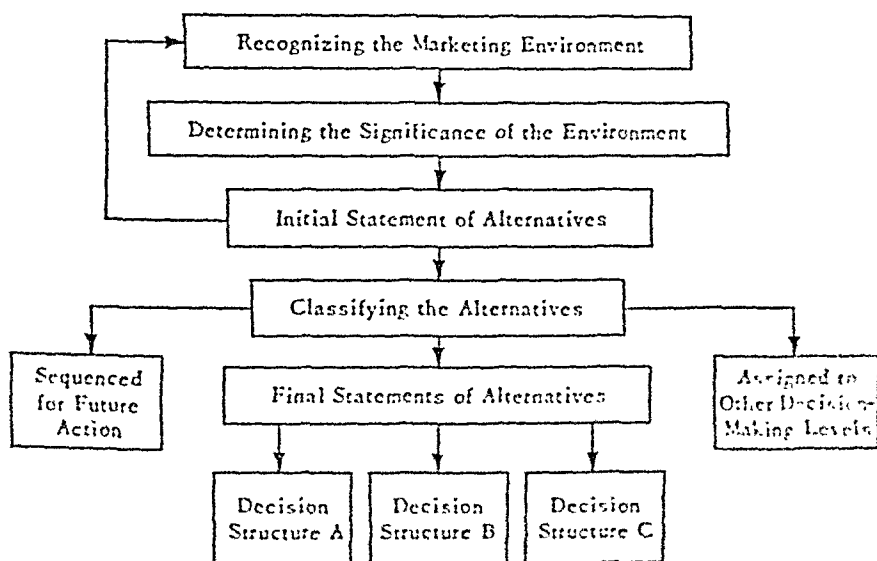 Recognizing the Marketing Environment
Determining the Significance of the Environment
Initial Statement of Alternatives
Classifying the Alternatives
Sequenced
for Future
Action
Final Statements of Alternatives
Assigned to
Other Decision-
Making Levels
Decision
Structure A
Decision
Structure B
Decision
Structure C